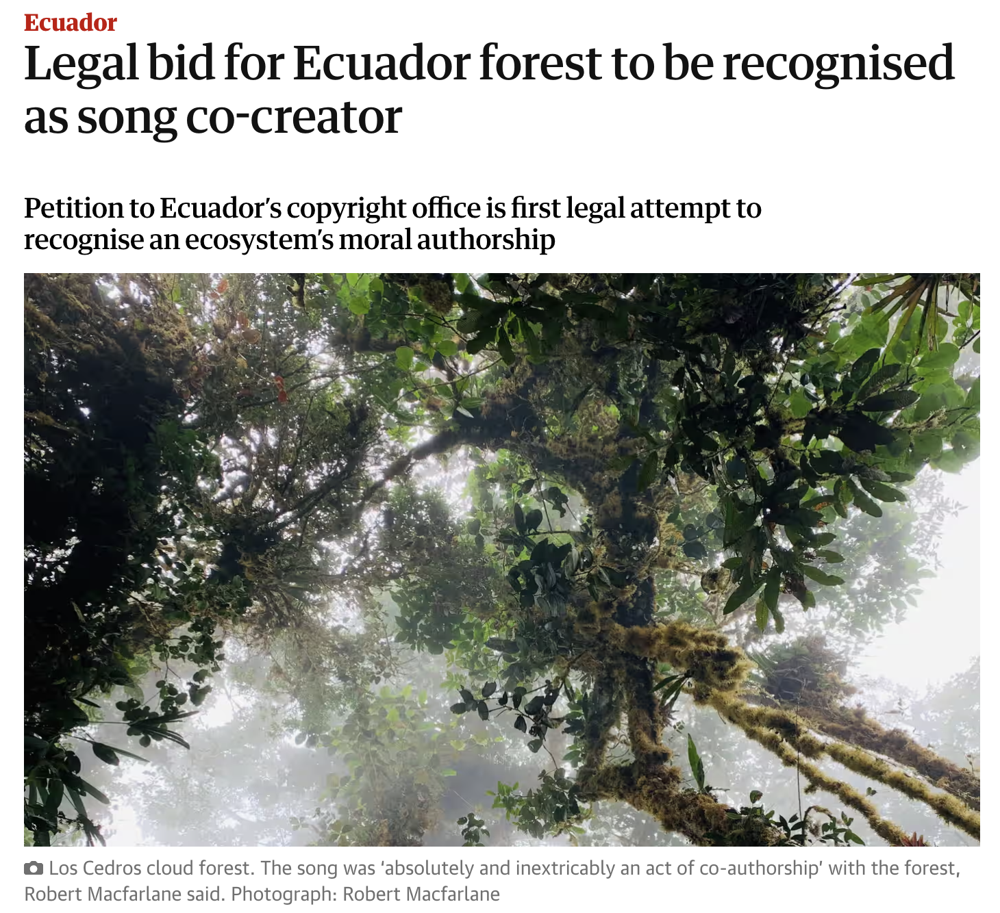 Ecuador
Legal bid for Ecuador forest to be recognised
as song co-creator
Petition to Ecuador’s copyright office is first legal attempt to
recognise an ecosystem’s moral authorship
Los Cedros cloud forest. The song was ‘absolutely and inextricably an act of co-authorship’ with the forest,
Robert Macfarlane said. Photograph: Robert Macfarlane